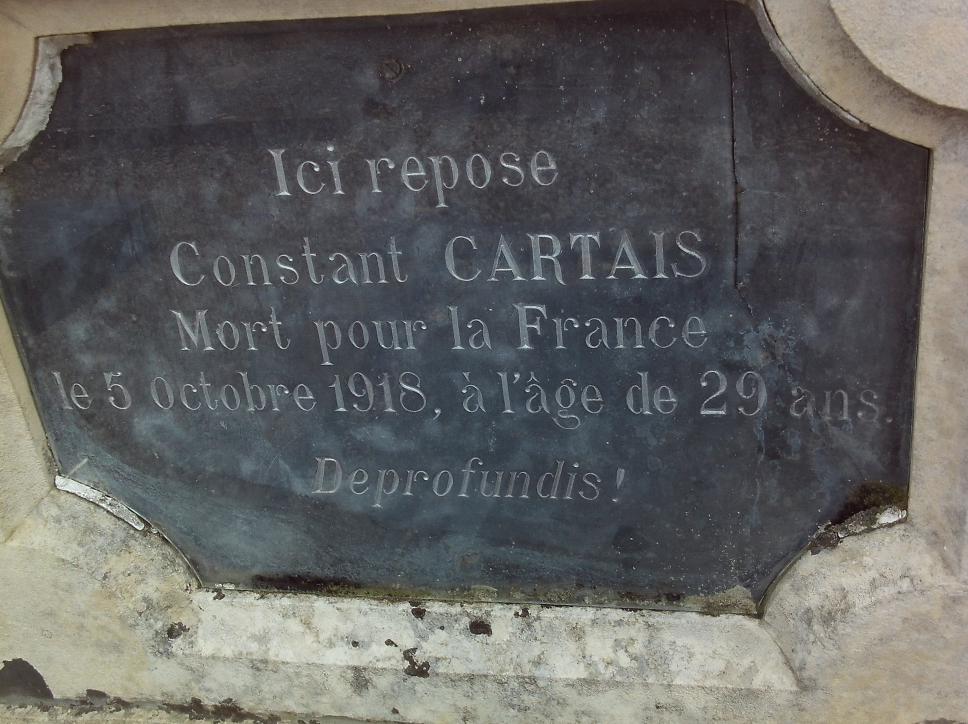 Ici repose
Constant CARTAIS
Mort pour la France
le 5 Octobre 1918, à l'âge de 29 ans.
Deprofundis!